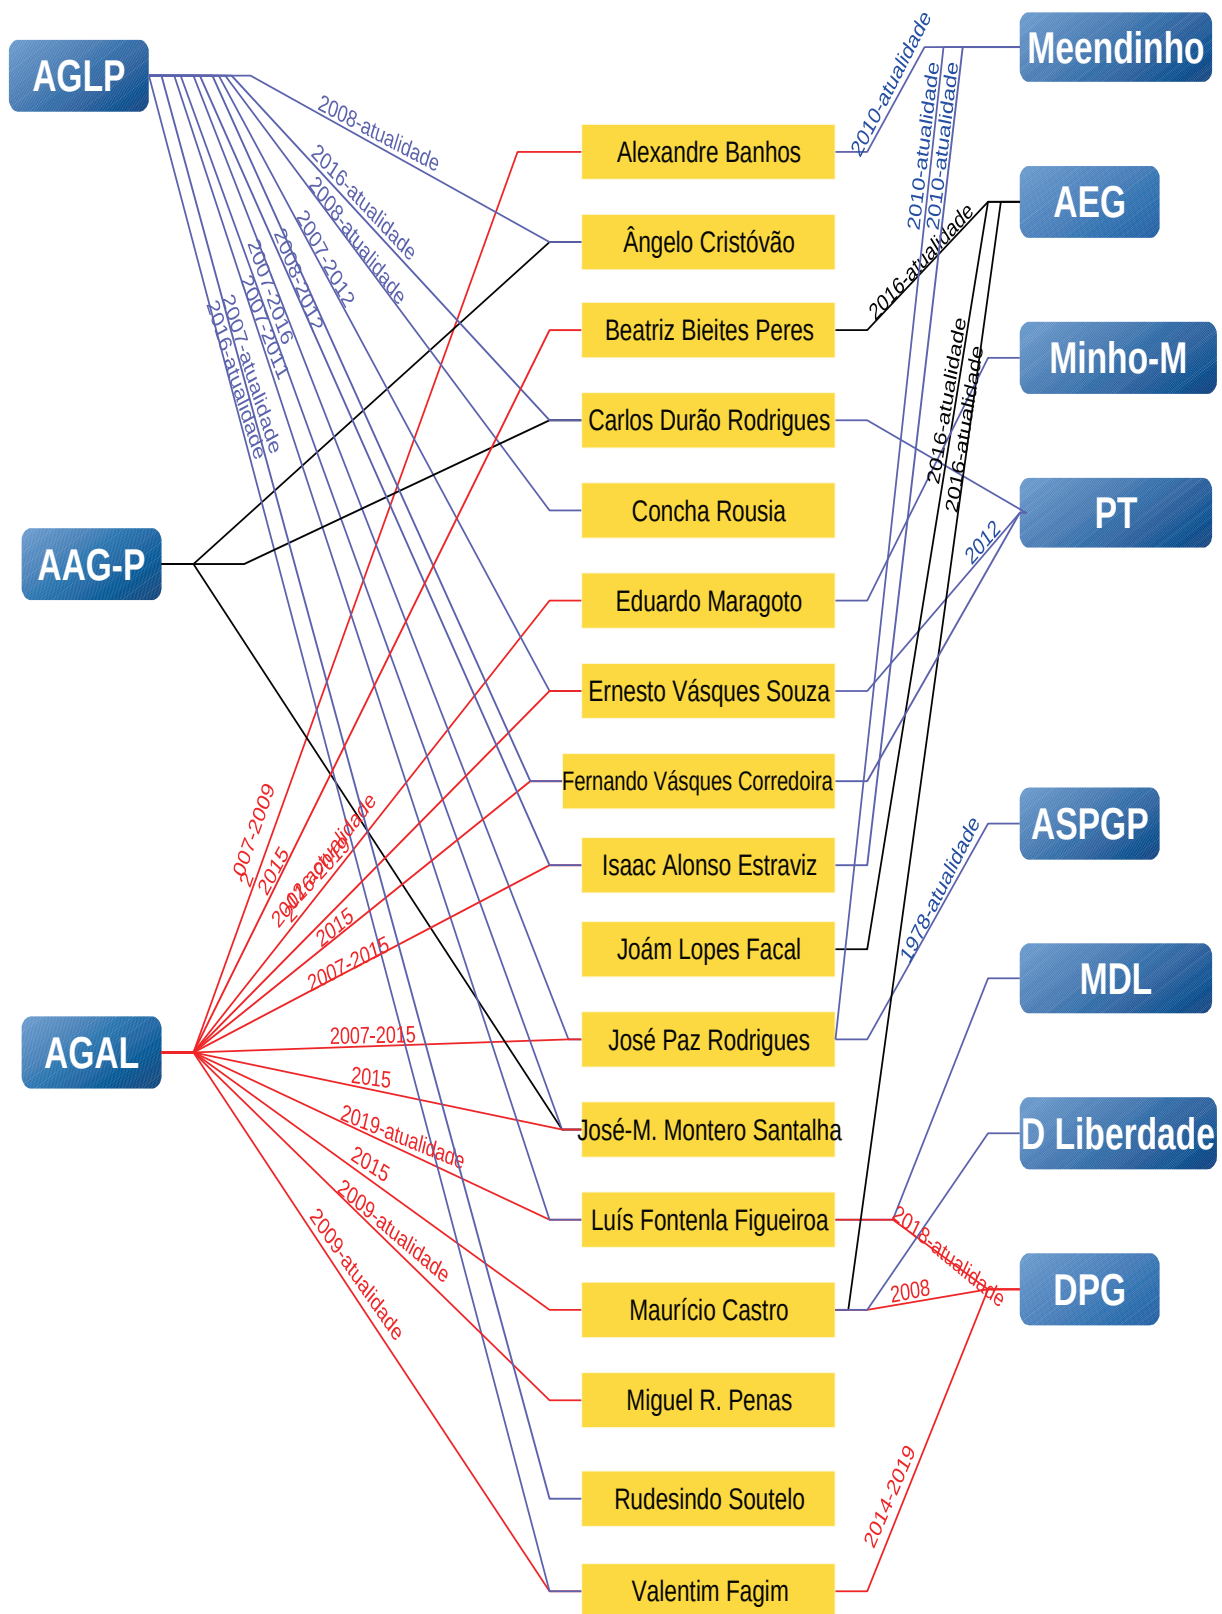 AGLP
AAG-P
AGAL
2008-atualidade
2016-atualidade
2008-atualidade
2007-2012
2008-2012
2007-2016
2007-2011
2007-atualidade
2016-atualidade
2007-2009
2015
2002-actualidade
2016-2019
2015
2007-2015
2007-2015
2015
2019-atualidade
2015
2009-atualidade
2009-atualidade
Alexandre Banhos
Ângelo Cristóvão
Beatriz Bieites Peres
Carlos Durão Rodrigues
Concha Rousia
Eduardo Maragoto
Ernesto Vásques Souza
Fernando Vásques Corredoira
Isaac Alonso Estraviz
Joám Lopes Facal
José Paz Rodrigues
José-M. Montero Santalha
Luís Fontenla Figueiroa
Maurício Castro
Miguel R. Penas
Rudesindo Soutelo
Valentim Fagim
2010-atualidade
2010-atualidade
2010-atualidade
2016-atualidade
2016-atualidade
2016-atualidade
2012
1978-atualidade
2018-atualidade
2008
2014-2019
Meendinho
AEG
Minho-M
PT
ASPGP
MDL
D Liberdade
DPG